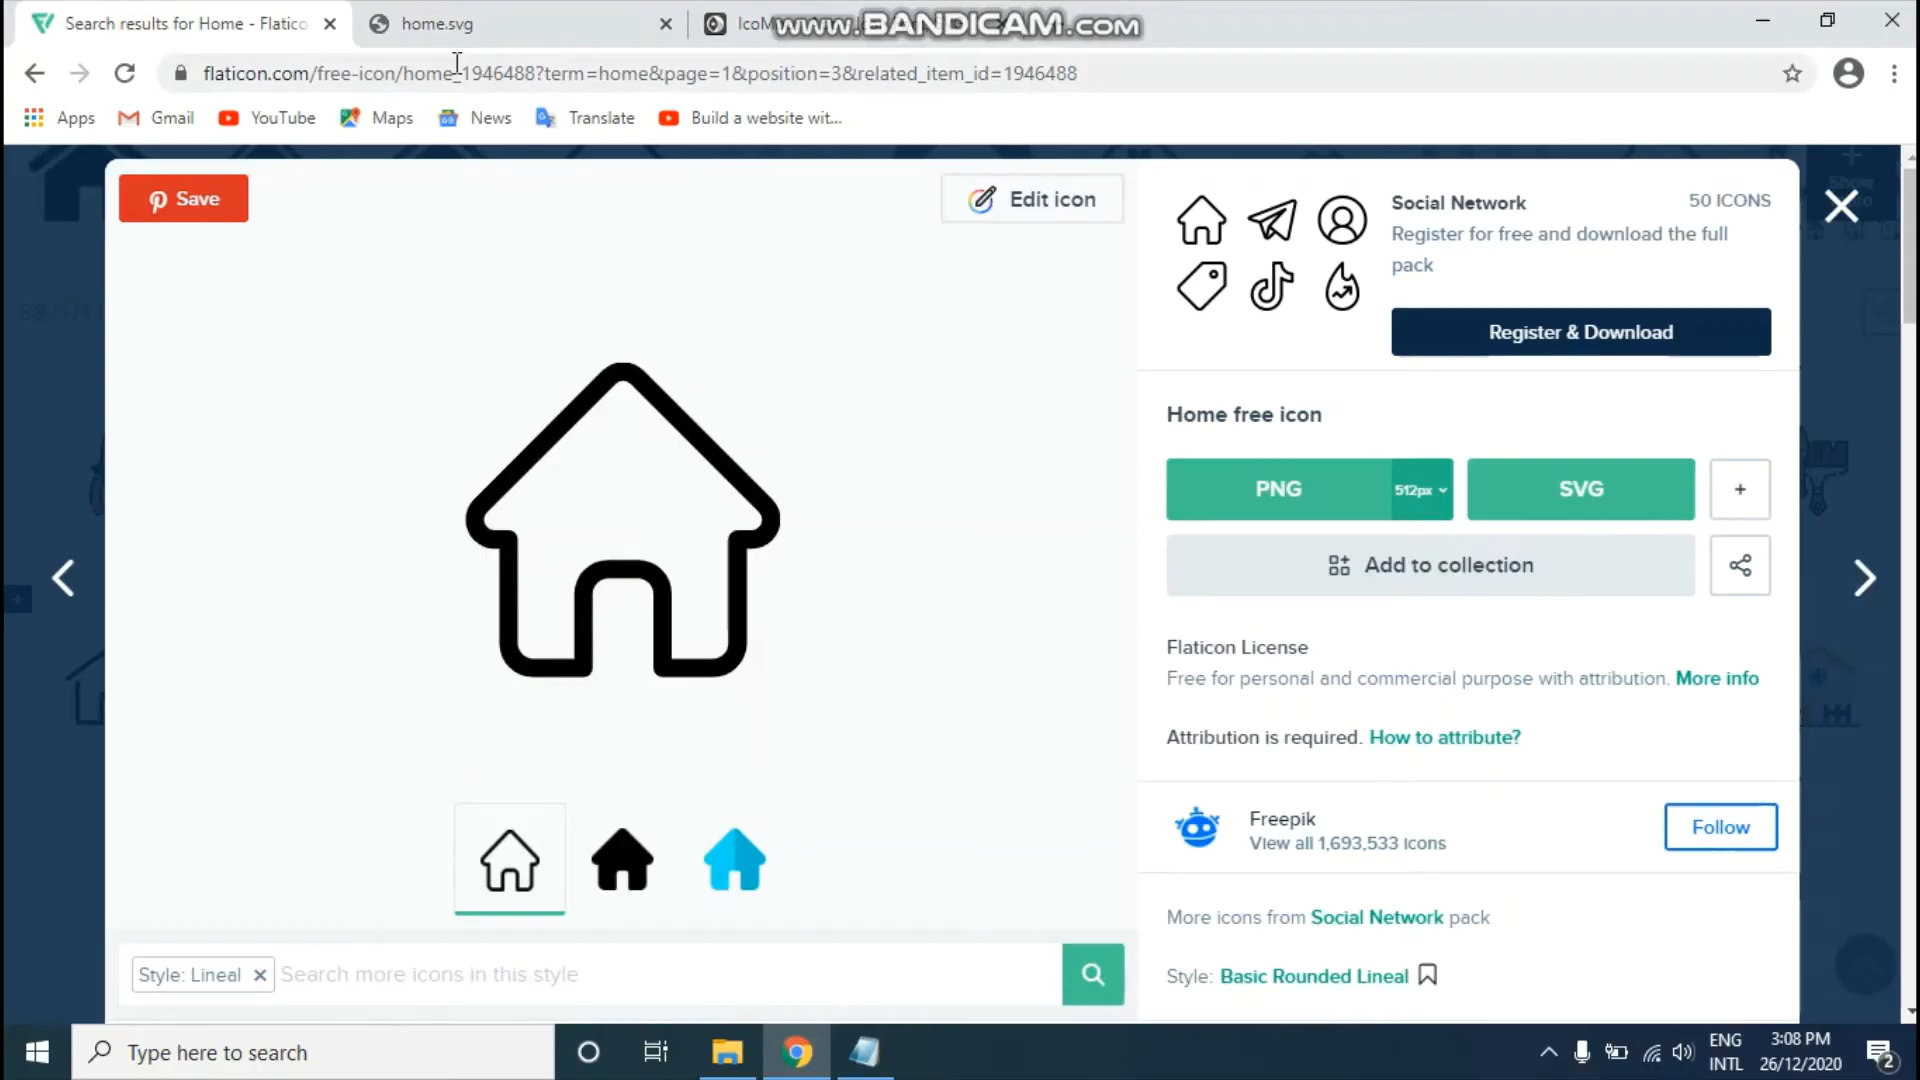 Search results for Home - Flatico
home.svg
IcoM
www.BANDICAM.com
flaticon.com/free-icon/home_1946488?term=home&page=1&position=3&related_item_id=1946488
Apps
Gmail
YouTube
Maps
News
Translate
Build a website wit...
Save
Edit icon
Social Network
50 ICONS
Register for free and download the full
pack
Register & Download
Home free icon
PNG
512px
SVG
+
Add to collection
Flaticon License
Free for personal and commercial purpose with attribution. More info
Attribution is required. How to attribute?
Freepik
View all 1,693,533 icons
Follow
More icons from Social Network pack
Style: Lineal
Search more icons in this style
Style: Basic Rounded Lineal
Type here to search
ENG
INTL
3:08 PM
26/12/2020
2